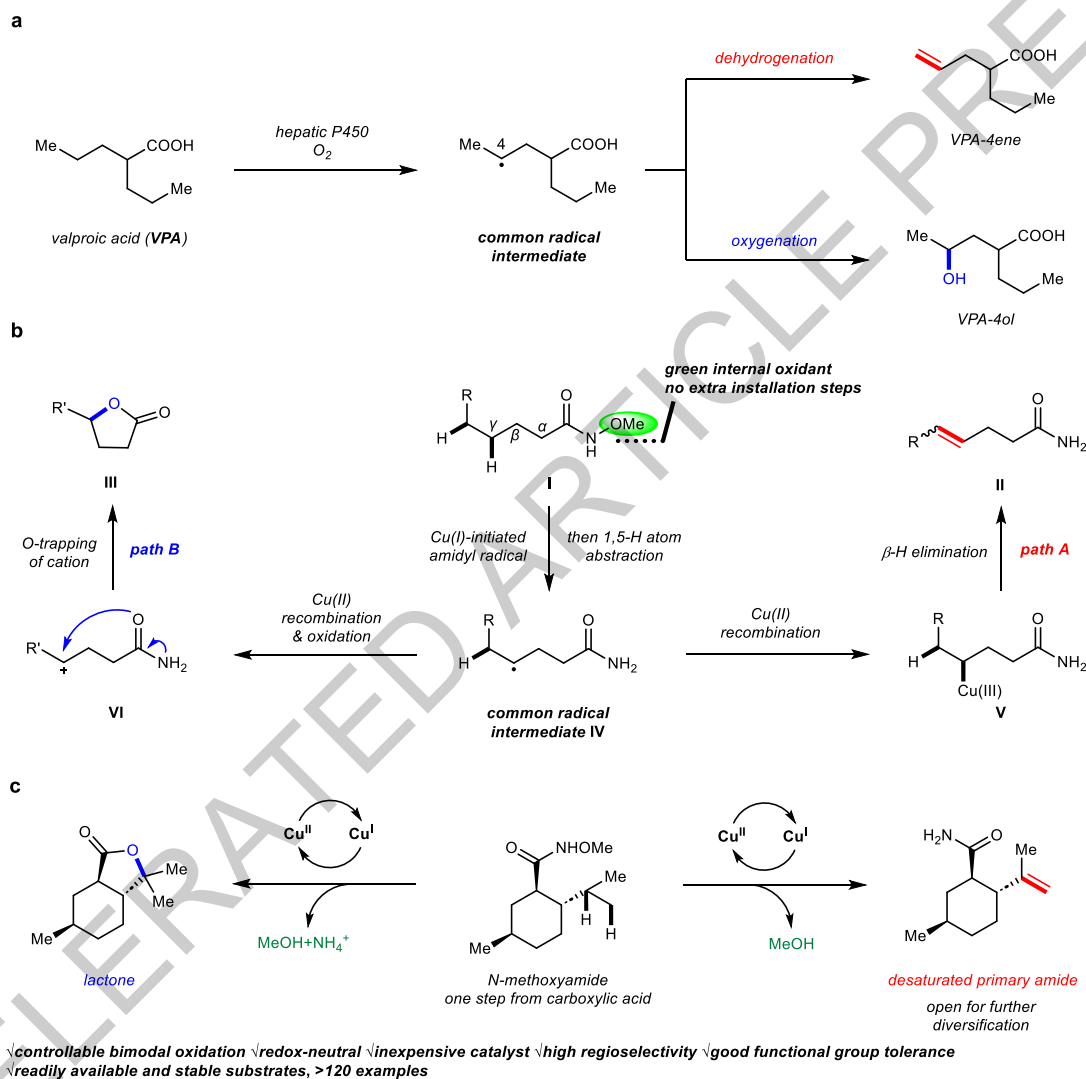 a
dehydrogenation
COOH
Me
VPA-4ene
hepatic P450
O2
Me
COOH
Me
valproic acid (VPA)
Me
4
COOH
Me
common radical
intermediate
oxygenation
Me
COOH
OH
Me
VPA-4ol
b
green internal oxidant
no extra installation steps
R'
O
O
III
R
H
γ
β
α
H
O
N
H
OMe
I
R
O
NH2
II
O-trapping
of cation
path B
Cu(I)-initiated
amidyl radical
then 1,5-H atom
abstraction
β-H elimination
path A
R'
+
O
NH2
VI
Cu(II)
recombination
& oxidation
R
H
O
NH2
common radical
intermediate IV
Cu(II)
recombination
R
H
Cu(III)
O
NH2
V
c
O
O
Me
Me
Me
lactone
CuII
CuI
MeOH+NH4+
O
NHOMe
Me
H
H
Me
N-methoxyamide
one step from carboxylic acid
CuII
CuI
MeOH
H2N
O
Me
Me
desaturated primary amide
open for further
diversification
√controllable bimodal oxidation √redox-neutral √inexpensive catalyst √high regioselectivity √good functional group tolerance
√readily available and stable substrates, >120 examples
ELERATED ARTICLE PRE